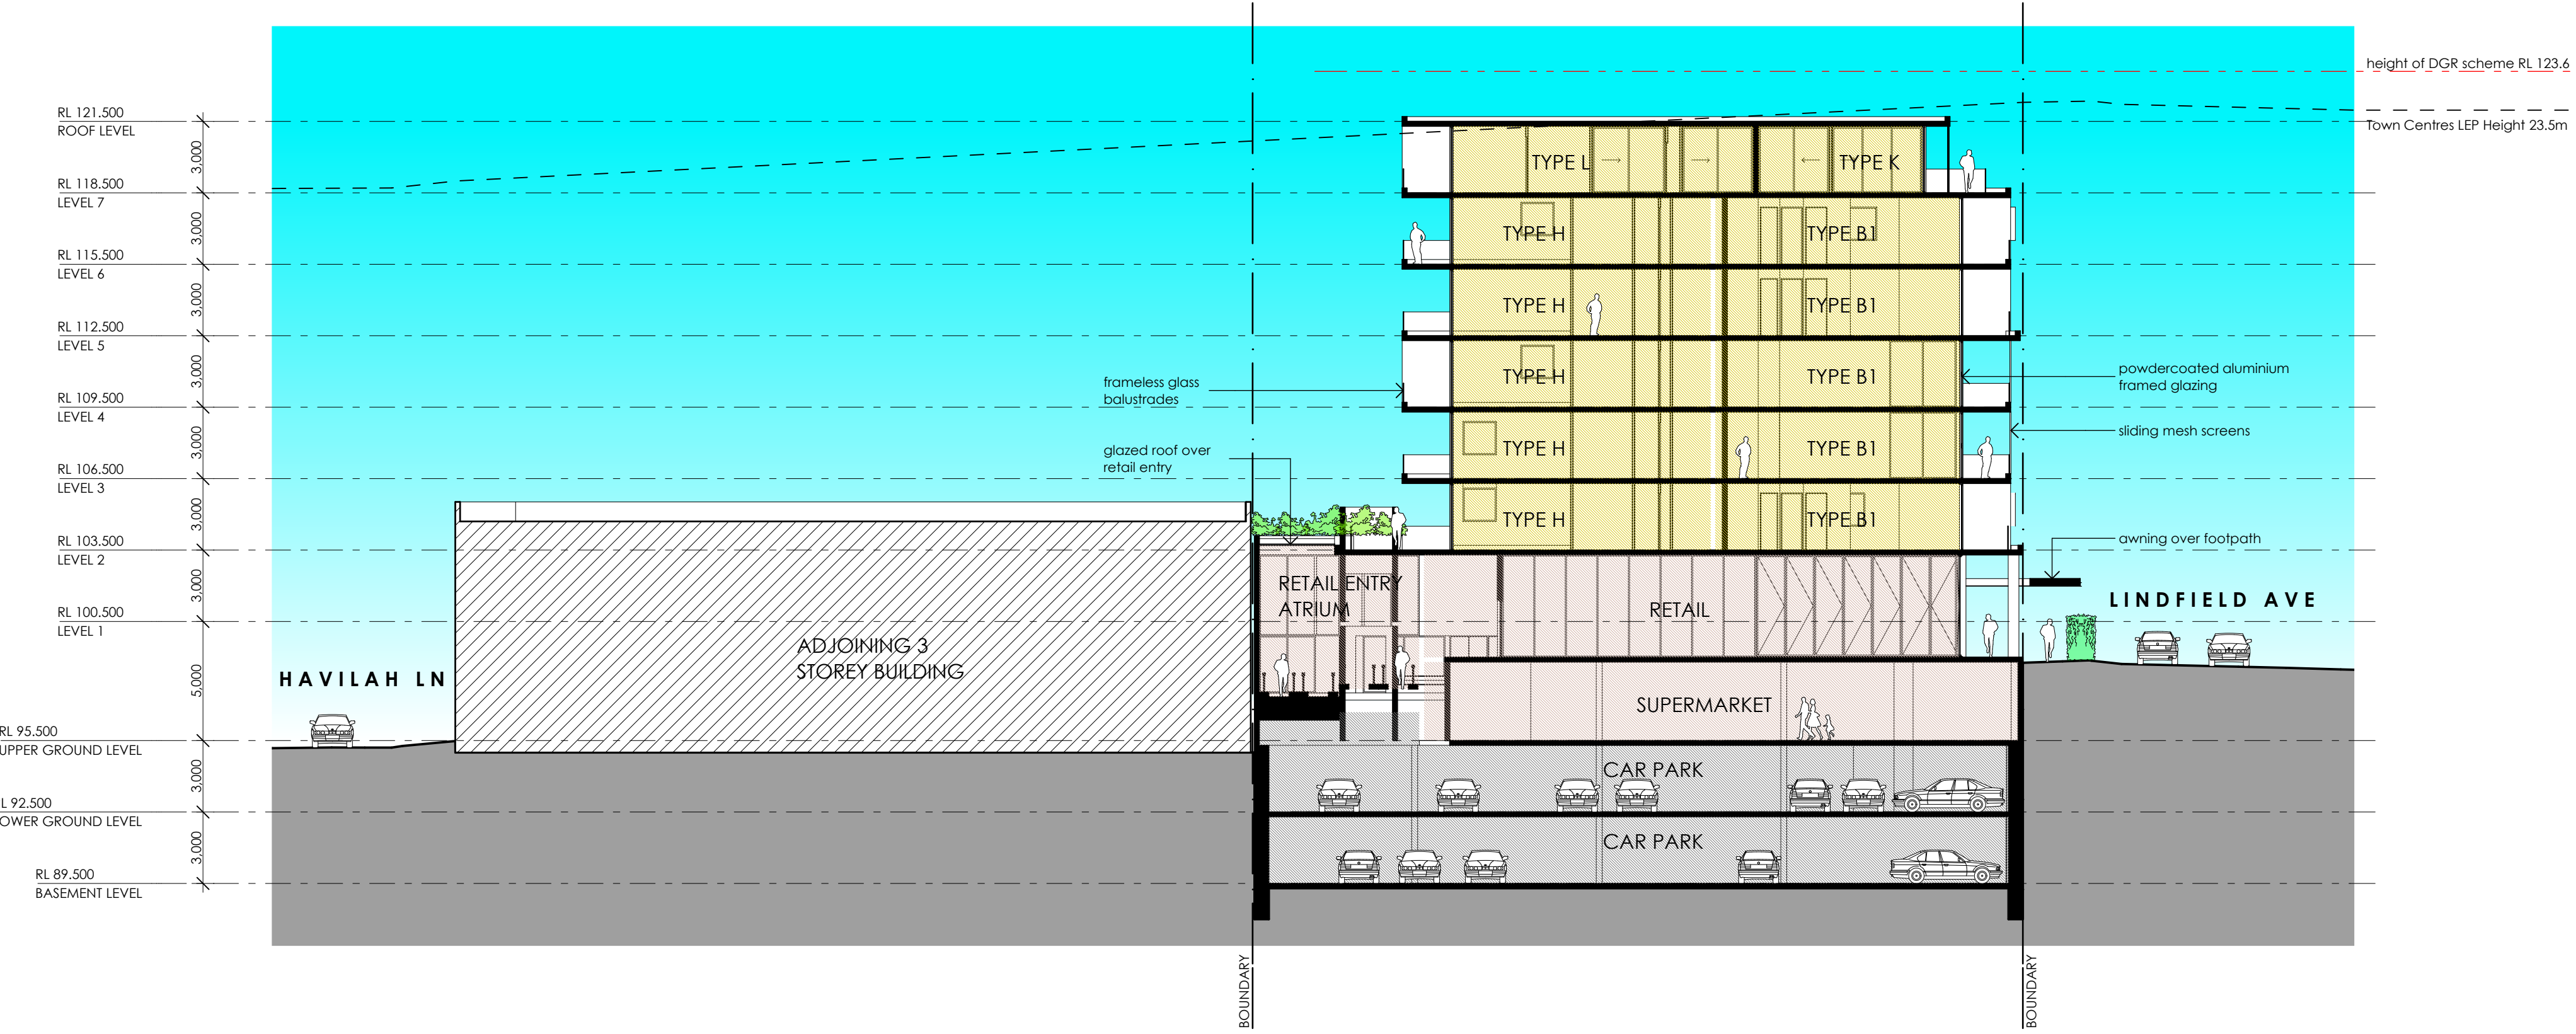 height of DGR scheme RL 123.6
Town Centres LEP Height 23.5m
RL 121.500
ROOF LEVEL
3,000
RL 118.500
LEVEL 7
3,000
RL 115.500
LEVEL 6
3,000
RL 112.500
LEVEL 5
3,000
RL 109.500
LEVEL 4
3,000
RL 106.500
LEVEL 3
3,000
RL 103.500
LEVEL 2
3,000
RL 100.500
LEVEL 1
5,000
RL 95.500
UPPER GROUND LEVEL
3,000
L 92.500
OWER GROUND LEVEL
3,000
RL 89.500
BASEMENT LEVEL
TYPE L
TYPE K
TYPE H
TYPE B1
TYPE H
TYPE B1
TYPE H
TYPE B1
TYPE H
TYPE B1
TYPE H
TYPE B1
frameless glass
balustrades
glazed roof over
retail entry
powdercoated aluminium
framed glazing
sliding mesh screens
awning over footpath
RETAIL ENTRY
ATRIUM
RETAIL
LINDFIELD AVE
ADJOINING 3
STOREY BUILDING
HAVILAH LN
SUPERMARKET
CAR PARK
CAR PARK
BOUNDARY
BOUNDARY